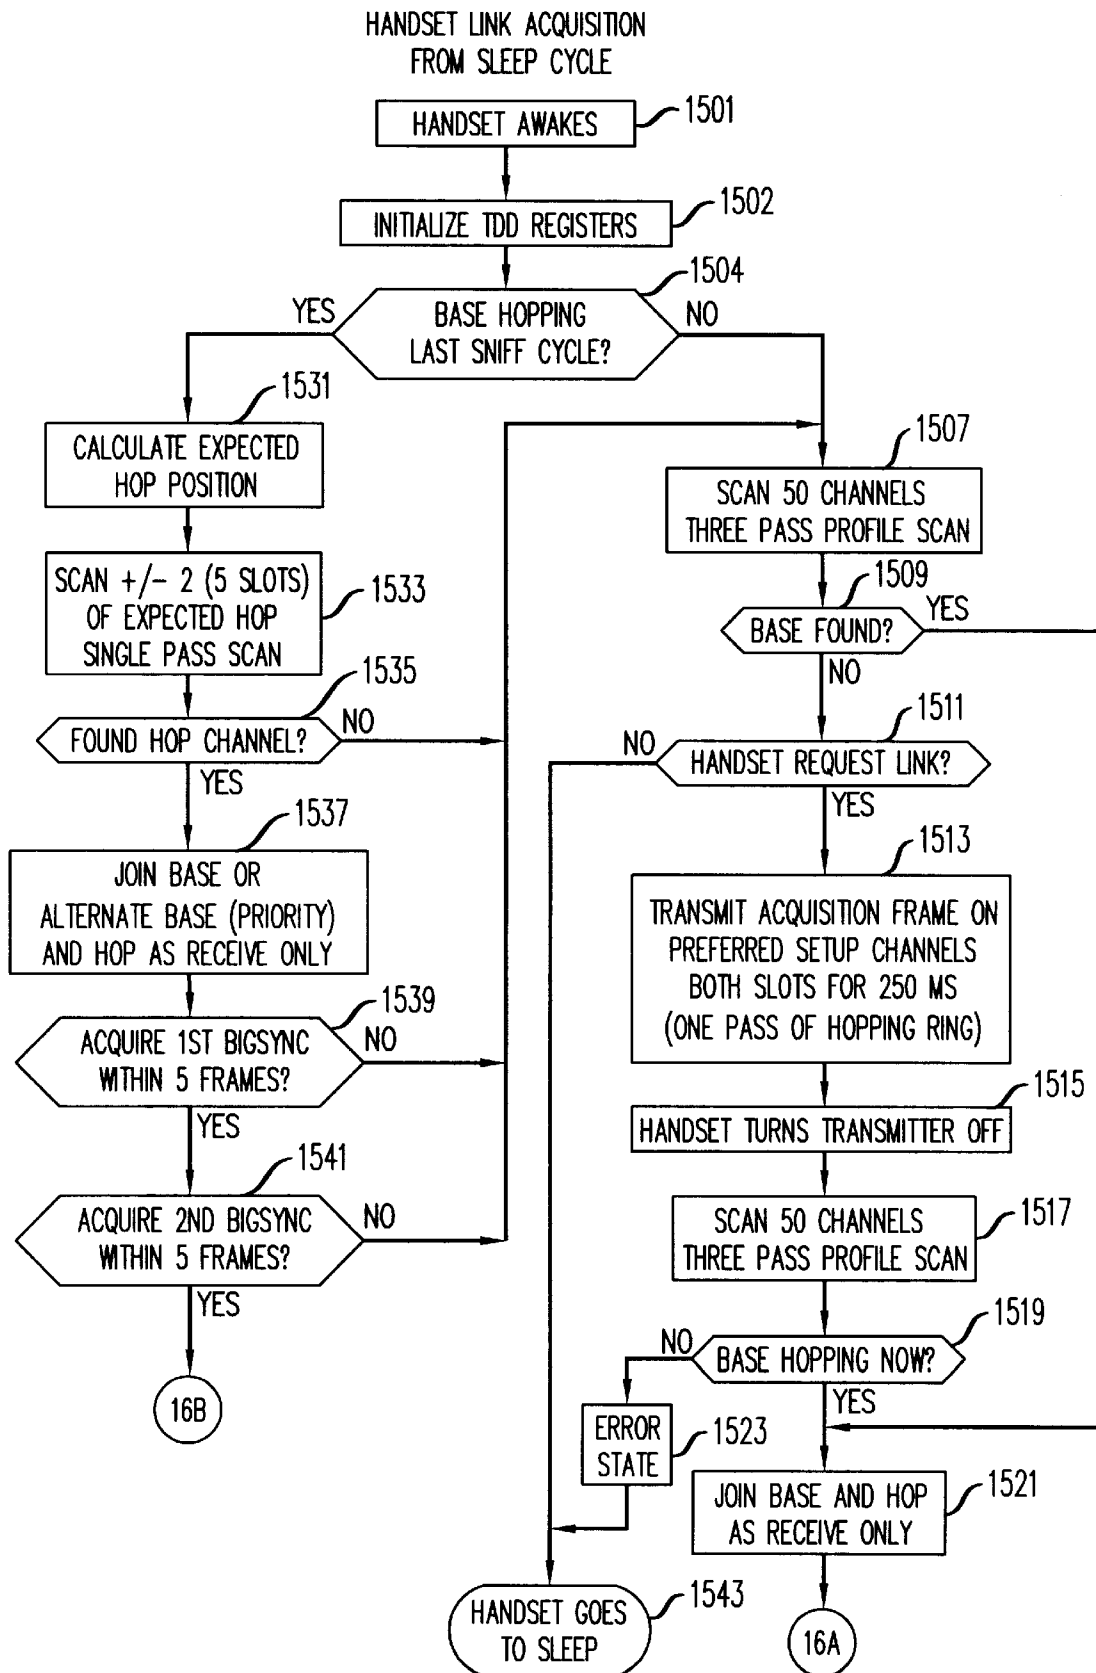 HANDSET LINK ACQUISITION
FROM SLEEP CYCLE
HANDSET AWAKES
1501
INITIALIZE TDD REGISTERS
1502
1504
YES
BASE HOPPING
LAST SNIFF CYCLE?
NO
1531
CALCULATE EXPECTED
HOP POSITION
SCAN +/- 2 (5 SLOTS)
OF EXPECTED HOP
SINGLE PASS SCAN
1533
1535
FOUND HOP CHANNEL?
NO
YES
1537
JOIN BASE OR
ALTERNATE BASE (PRIORITY)
AND HOP AS RECEIVE ONLY
1539
ACQUIRE 1ST BIGSYNC
WITHIN 5 FRAMES?
NO
YES
1541
ACQUIRE 2ND BIGSYNC
WITHIN 5 FRAMES?
NO
YES
16B
1507
SCAN 50 CHANNELS
THREE PASS PROFILE SCAN
1509
BASE FOUND?
YES
NO
1511
NO
HANDSET REQUEST LINK?
YES
1513
TRANSMIT ACQUISITION FRAME ON
PREFERRED SETUP CHANNELS
BOTH SLOTS FOR 250 MS
(ONE PASS OF HOPPING RING)
1515
HANDSET TURNS TRANSMITTER OFF
SCAN 50 CHANNELS
THREE PASS PROFILE SCAN
1517
1519
NO
BASE HOPPING NOW?
YES
ERROR
STATE
1523
JOIN BASE AND HOP
AS RECEIVE ONLY
1521
HANDSET GOES
TO SLEEP
1543
16A